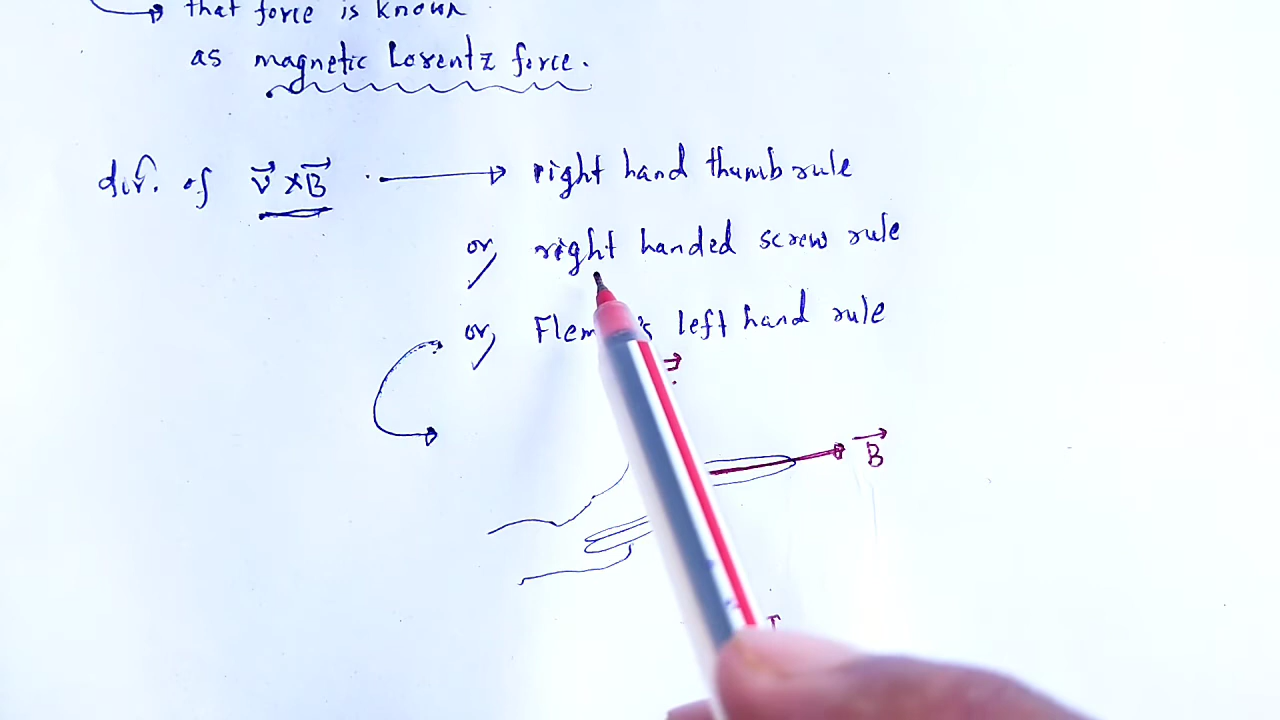 that force is known
as magnetic Lorentz force.
dir. of v⃗ × B⃗ → right hand thumb rule
or, right handed screw rule
or, Flem's left hand rule
B⃗
I